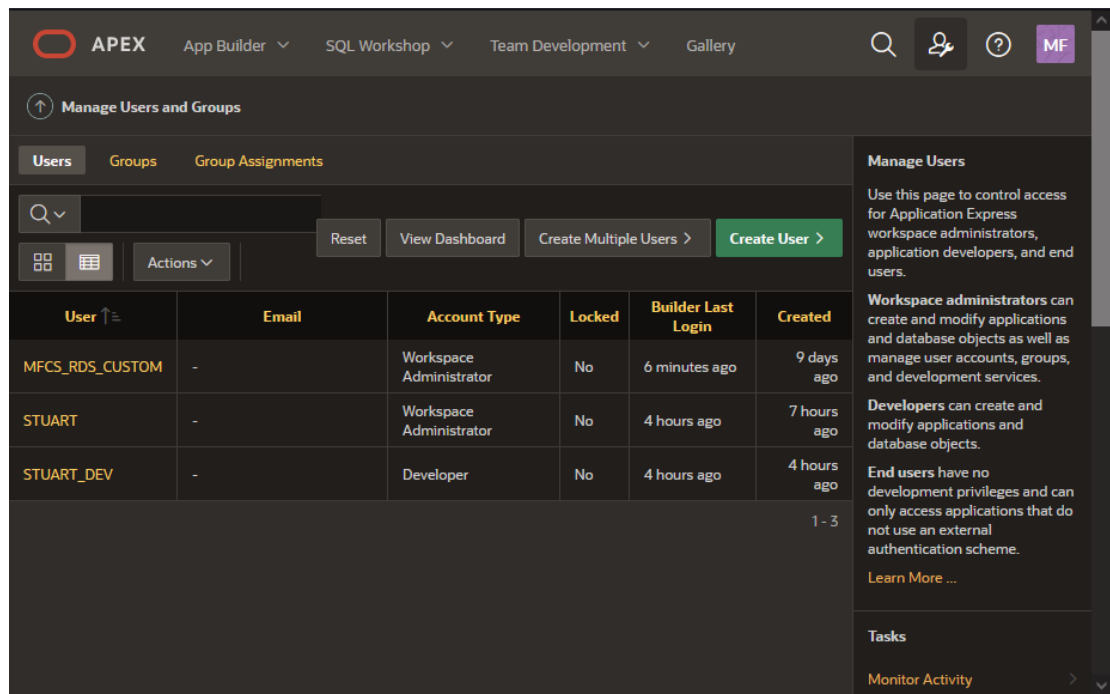 APEX App Builder SQL Workshop Team Development Gallery MF
Manage Users and Groups
Users Groups Group Assignments
Reset View Dashboard Create Multiple Users Create User
Actions
User Email Account Type Locked Builder Last Login Created
MFCS_RDS_CUSTOM - Workspace Administrator No 6 minutes ago 9 days ago
STUART - Workspace Administrator No 4 hours ago 7 hours ago
STUART_DEV - Developer No 4 hours ago 4 hours ago
1 - 3
Manage Users
Use this page to control access
for Application Express
workspace administrators,
application developers, and end
users.
Workspace administrators can
create and modify applications
and database objects as well as
manage user accounts, groups,
and development services.
Developers can create and
modify applications and
database objects.
End users have no
development privileges and can
only access applications that do
not use an external
authentication scheme.
Learn More ...
Tasks
Monitor Activity